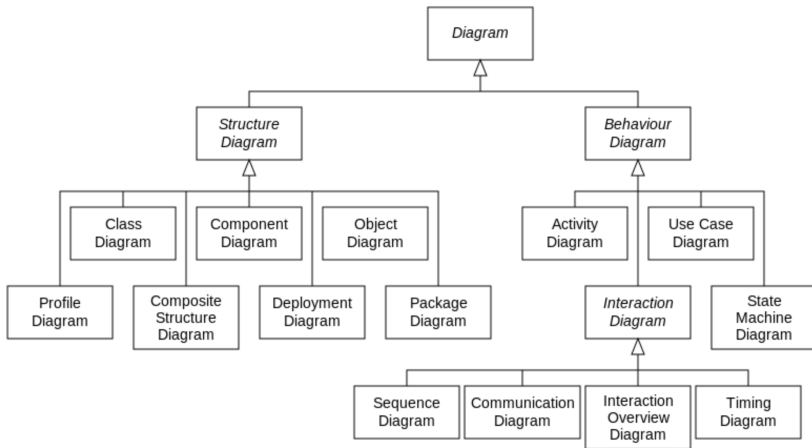 Diagram
Structure
Diagram
Behaviour
Diagram
Class
Diagram
Component
Diagram
Object
Diagram
Activity
Diagram
Use Case
Diagram
Profile
Diagram
Composite
Structure
Diagram
Deployment
Diagram
Package
Diagram
Interaction
Diagram
State
Machine
Diagram
Sequence
Diagram
Communication
Diagram
Interaction
Overview
Diagram
Timing
Diagram